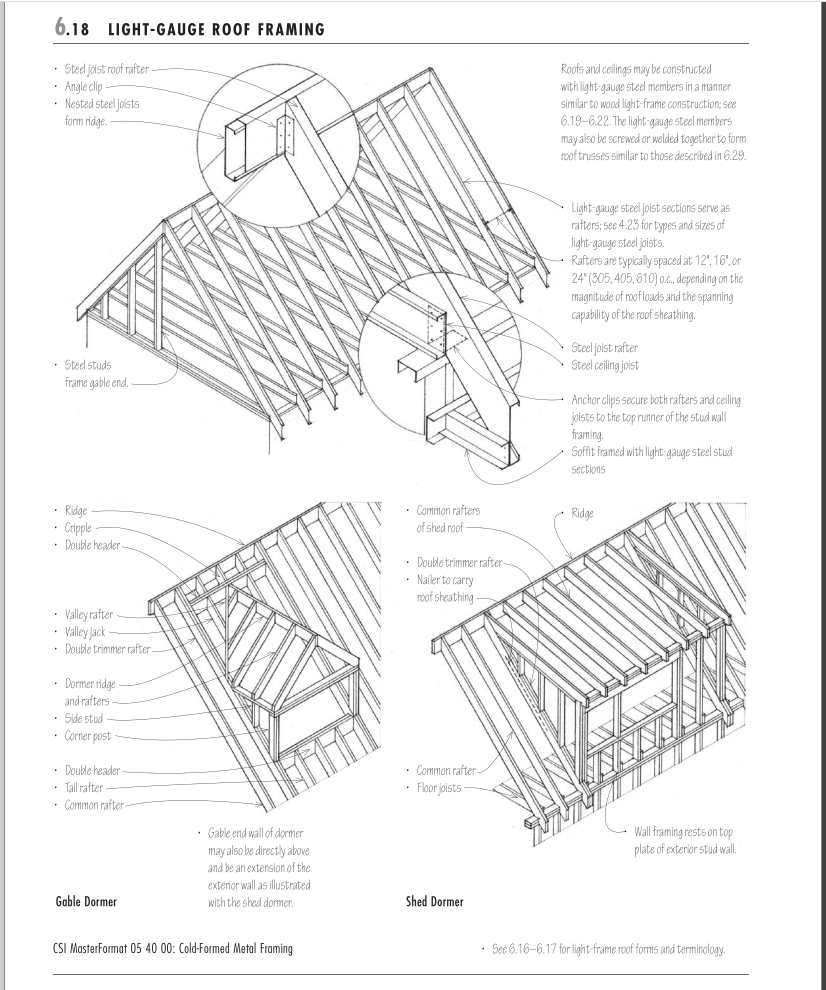 6.18 LIGHT-GAUGE ROOF FRAMING
• Steel joist roof rafter
• Angle clip
• Nested steel joists
form ridge.
Roofs and ceilings may be constructed
with light-gauge steel members in a manner
similar to wood light-frame construction; see
6.19–6.22. The light-gauge steel members
may also be screwed or welded together to form
roof trusses similar to those described in 6.29.
• Light-gauge steel joist sections serve as
rafters; see 4.23 for types and sizes of
light-gauge steel joists.
• Rafters are typically spaced at 12", 16", or
24" (305, 405, 610) o.c., depending on the
magnitude of roof loads and the spanning
capability of the roof sheathing.
• Steel joist rafter
• Steel ceiling joist
• Steel studs
frame gable end.
• Anchor clips secure both rafters and ceiling
joists to the top runner of the stud wall
framing.
• Soffit framed with light-gauge steel stud
sections
• Ridge
• Cripple
• Double header
• Valley rafter
• Valley jack
• Double trimmer rafter
• Dormer ridge
and rafters
• Side stud
• Corner post
• Double header
• Tail rafter
• Common rafter
• Gable end wall of dormer
may also be directly above
and be an extension of the
exterior wall as illustrated
with the shed dormer.
Gable Dormer
• Common rafters
of shed roof
• Ridge
• Double trimmer rafter
• Nailer to carry
roof sheathing
• Common rafter
• Floor joists
• Wall framing rests on top
plate of exterior stud wall.
Shed Dormer
CSI MasterFormat 05 40 00: Cold-Formed Metal Framing
• See 6.16–6.17 for light-frame roof forms and terminology.